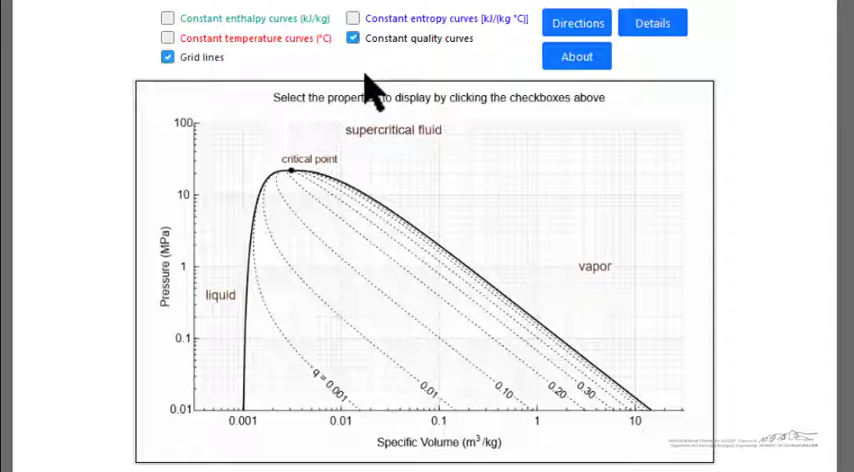 Constant enthalpy curves (kJ/kg)
Constant entropy curves [kJ/(kg °C)]
Directions
Details
Constant temperature curves (°C)
Constant quality curves
Grid lines
About
Select the to display by clicking the checkboxes above
100
supercritical fluid
critical point
10
Pressure (MPa)
1
vapor
liquid
0.1
q = 0.001
0.01
0.10
0.20
0.30
0.01
0.001
0.01
0.1
1
10
Specific Volume (m³/kg)